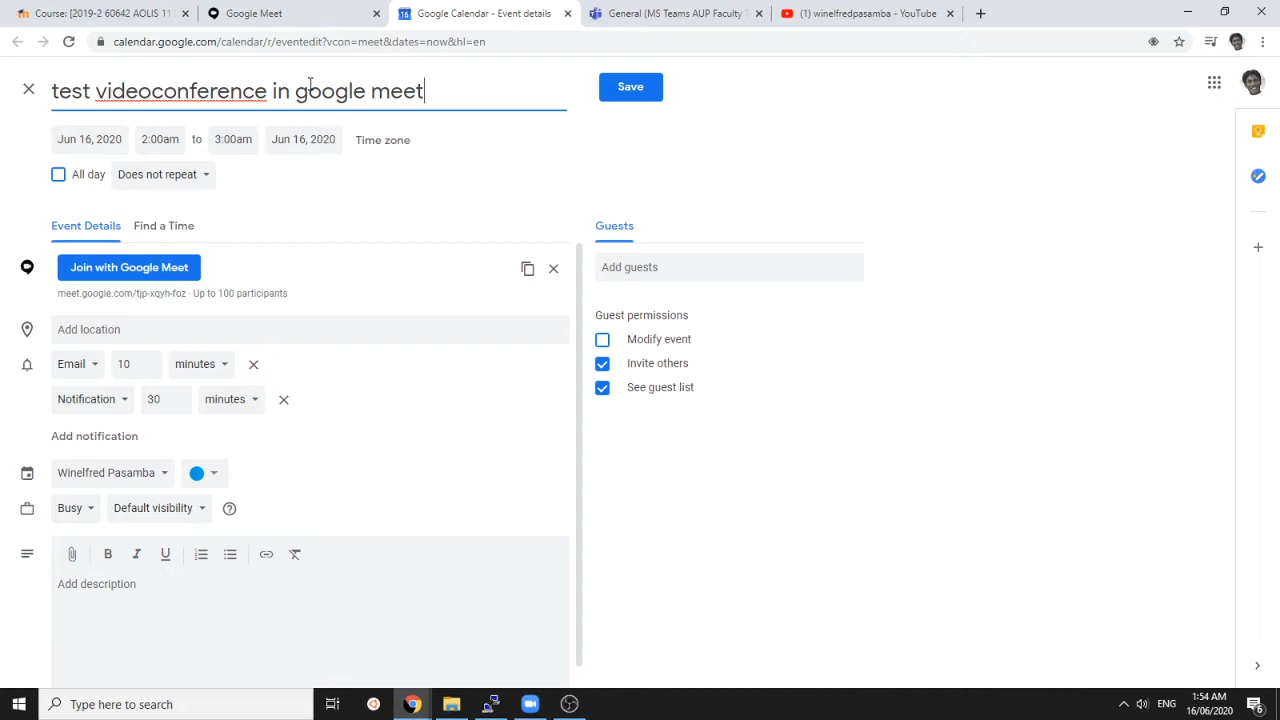 Course: [2019-2 60642 AOLIS 11
Google Meet
Google Calendar - Event details
General (MS Teams AUP Faculty
(1) winelfredpasamba - YouTube
calendar.google.com/calendar/r/eventedit?vcon=meet&dates=now&hl=en
test videoconference in google meet
Save
Jun 16, 2020 2:00am to 3:00am Jun 16, 2020 Time zone
All day Does not repeat
Event Details Find a Time
Guests
Join with Google Meet
meet.google.com/tjp-xqyh-foz · Up to 100 participants
Add guests
Add location
Guest permissions
Modify event
Invite others
See guest list
Email 10 minutes
Notification 30 minutes
Add notification
Winelfred Pasamba
Busy Default visibility
B I U
Add description
Type here to search
ENG
1:54 AM
16/06/2020
6